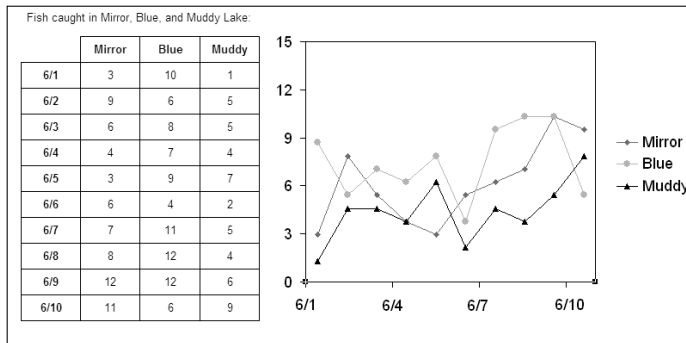 Fish caught in Mirror, Blue, and Muddy Lake:
Mirror Blue Muddy
6/1 3 10 1
6/2 9 6 5
6/3 6 8 5
6/4 4 7 4
6/5 3 9 7
6/6 6 4 2
6/7 7 11 5
6/8 8 12 4
6/9 12 12 6
6/10 11 6 9
15
12
9
6
3
0
6/1 6/4 6/7 6/10
Mirror
Blue
Muddy